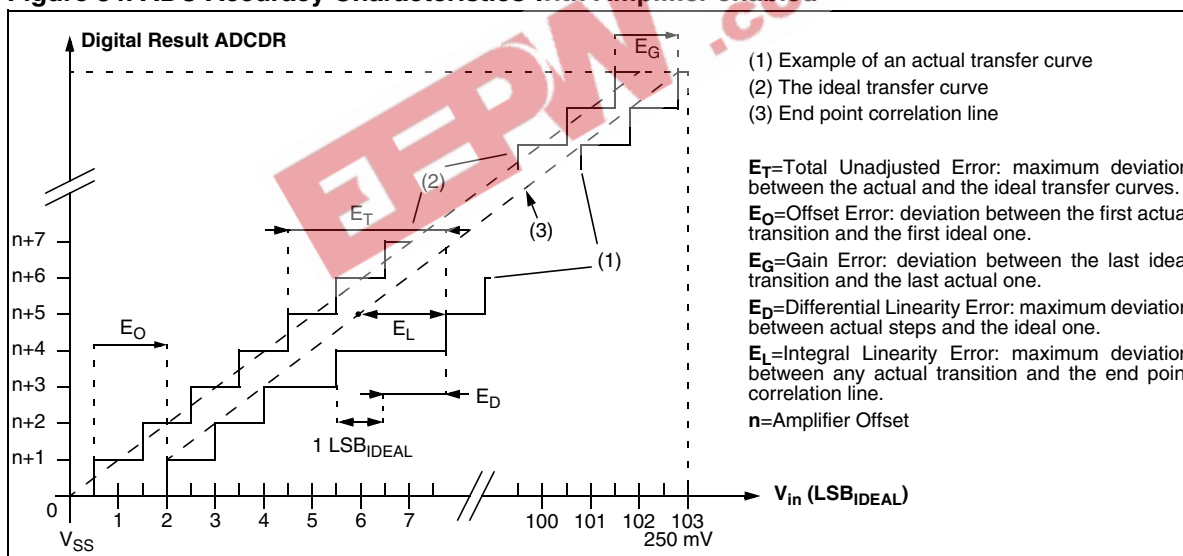 Digital Result ADCDR
EEPW.co
E_G
(1) Example of an actual transfer curve
(2) The ideal transfer curve
(3) End point correlation line
E_T=Total Unadjusted Error: maximum deviation
between the actual and the ideal transfer curves.
E_O=Offset Error: deviation between the first actua
transition and the first ideal one.
E_G=Gain Error: deviation between the last idea
transition and the last actual one.
E_D=Differential Linearity Error: maximum deviation
between actual steps and the ideal one.
E_L=Integral Linearity Error: maximum deviation
between any actual transition and the end poin
correlation line.
n=Amplifier Offset
(2)
E_T
(3)
(1)
n+7
n+6
n+5
n+4
n+3
n+2
n+1
E_O
E_L
E_D
1 LSB_IDEAL
0
1 2 3 4 5 6 7 100 101 102 103
V_SS
250 mV
V_in (LSB_IDEAL)